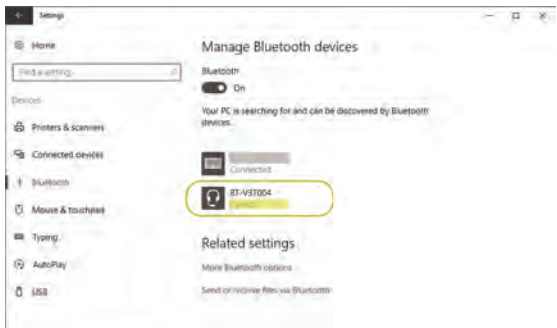 Settings
Home
Find a setting
Devices
Printers & scanners
Connected devices
Bluetooth
Mouse & touchpad
Typing
AutoPlay
USB
Manage Bluetooth devices
Bluetooth
On
Your PC is searching for and can be discovered by Bluetooth
devices.
Connected
BT-V3T004
Related settings
More Bluetooth options
Send or receive files via Bluetooth